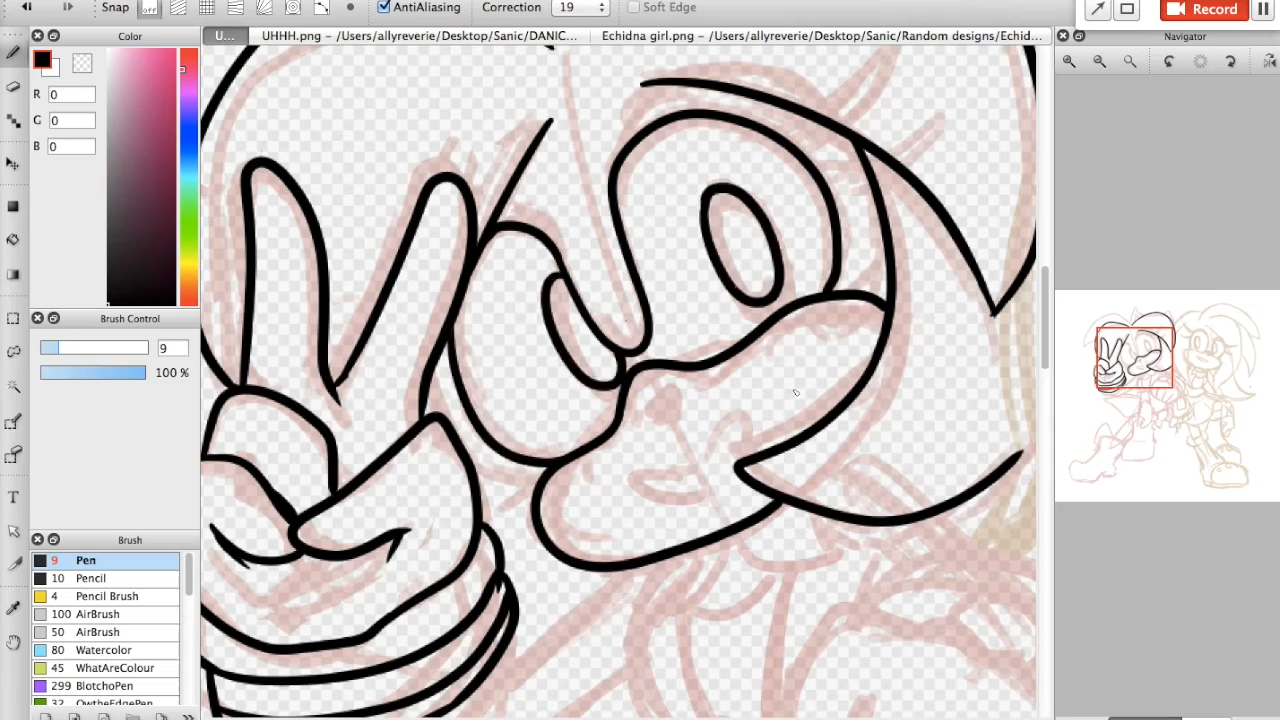 Snap off AntiAliasing Correction 19 Soft Edge Record
Color U... UHHH.png – /Users/allyreverie/Desktop/Sanic/DANIC... Echidna girl.png – /Users/allyreverie/Desktop/Sanic/Random designs/Echid... Navigator
R 0
G 0
B 0
Brush Control
9
100 %
Brush
9 Pen
10 Pencil
4 Pencil Brush
100 AirBrush
50 AirBrush
80 Watercolor
45 WhatAreColour
299 BlotchoPen
32 OwtheEdgePen
T